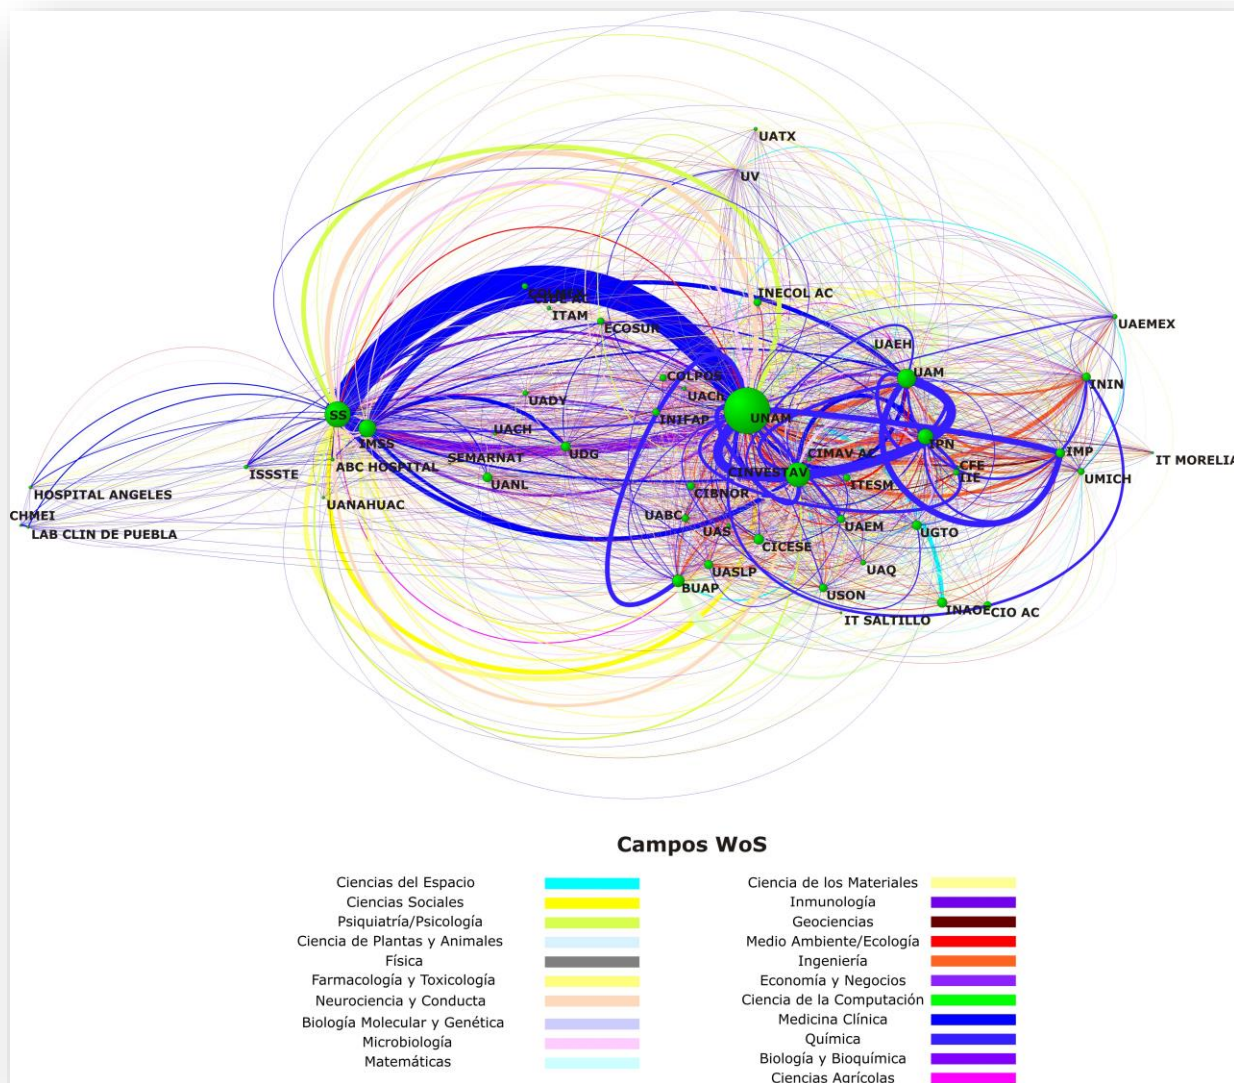 UATX
UV
INECOL AC
ITAM
ECOSUR
UAEMEX
UAEH
UAM
ININ
COLPOS
UACh
UADY
SS
INIFAP
UNAM
IMSS
UACH
UDG
IPN
SEMARNAT
CIMAV AC
IMP
IT MORELIA
ISSSTE
ABC HOSPITAL
CINVESTAV
CFE
IIE
UMICH
UANL
ITESM
HOSPITAL ANGELES
CIBNOR
UANAHUAC
CHMEI
UABC
LAB CLIN DE PUEBLA
UAS
UAEM
UGTO
CICESE
UASLP
UAQ
BUAP
USON
INAOE
CIO AC
IT SALTILLO
Campos WoS
Ciencias del Espacio
Ciencias Sociales
Psiquiatría/Psicología
Ciencia de Plantas y Animales
Física
Farmacología y Toxicología
Neurociencia y Conducta
Biología Molecular y Genética
Microbiología
Matemáticas
Ciencia de los Materiales
Inmunología
Geociencias
Medio Ambiente/Ecología
Ingeniería
Economía y Negocios
Ciencia de la Computación
Medicina Clínica
Química
Biología y Bioquímica
Ciencias Agrícolas